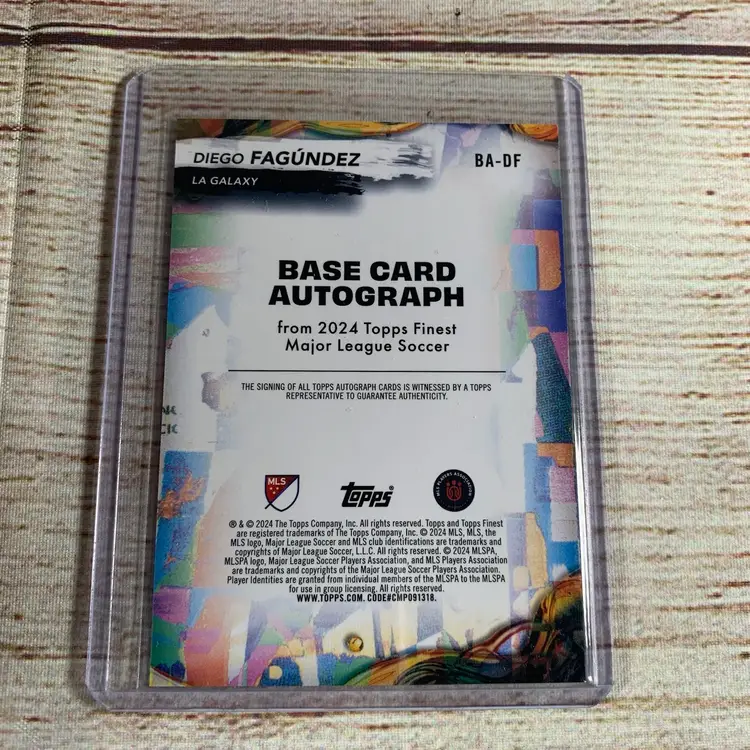 DIEGO FAGÚNDEZ
BA-DF
LA GALAXY
BASE CARD
AUTOGRAPH
from 2024 Topps Finest
Major League Soccer
THE SIGNING OF ALL TOPPS AUTOGRAPH CARDS IS WITNESSED BY A TOPPS
REPRESENTATIVE TO GUARANTEE AUTHENTICITY.
MLS
Topps®
MLS PLAYERS ASSOCIATION
® & © 2024 The Topps Company, Inc. All rights reserved. Topps and Topps Finest
are registered trademarks of The Topps Company, Inc. © 2024 MLS, MLS, the
MLS logo, Major League Soccer and MLS club identifications are trademarks and
copyrights of Major League Soccer, L.L.C. All rights reserved. © 2024 MLSPA,
MLSPA logo, Major League Soccer Players Association, and MLS Players Association
are trademarks and copyrights of the Major League Soccer Players Association.
Player Identities are granted from individual members of the MLSPA to the MLSPA
for use in group licensing. All rights reserved.
WWW.TOPPS.COM. CODE#CMP091318.